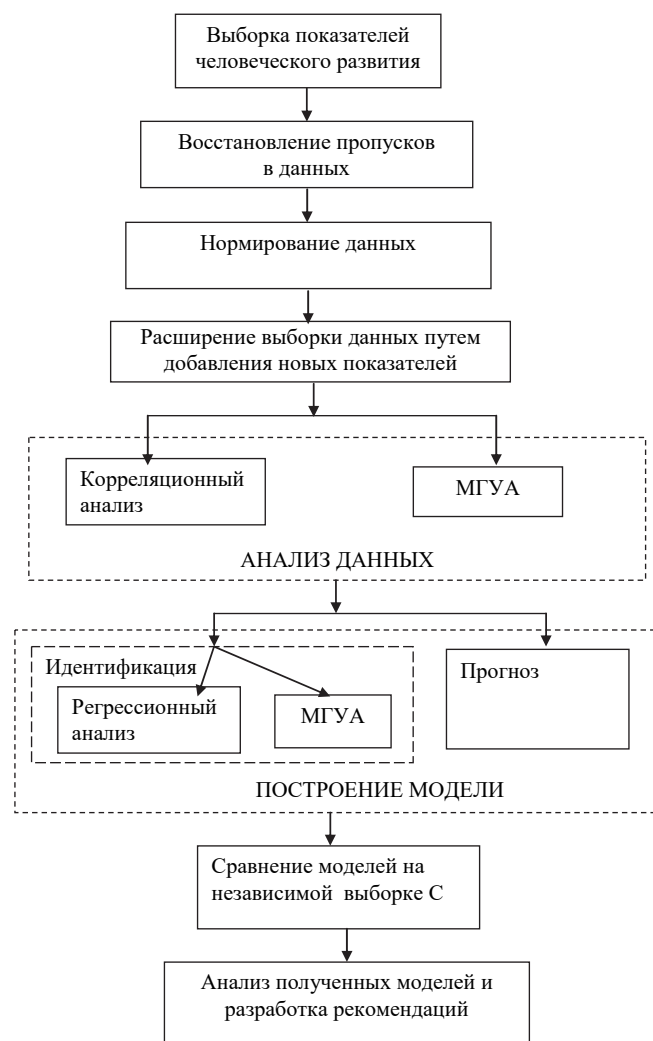 Выборка показателей
человеческого развития
Восстановление пропусков
в данных
Нормирование данных
Расширение выборки данных путем
добавления новых показателей
Корреляционный
анализ
МГУА
АНАЛИЗ ДАННЫХ
Идентификация
Регрессионный
анализ
МГУА
Прогноз
ПОСТРОЕНИЕ МОДЕЛИ
Сравнение моделей на
независимой выборке С
Анализ полученных моделей и
разработка рекомендаций